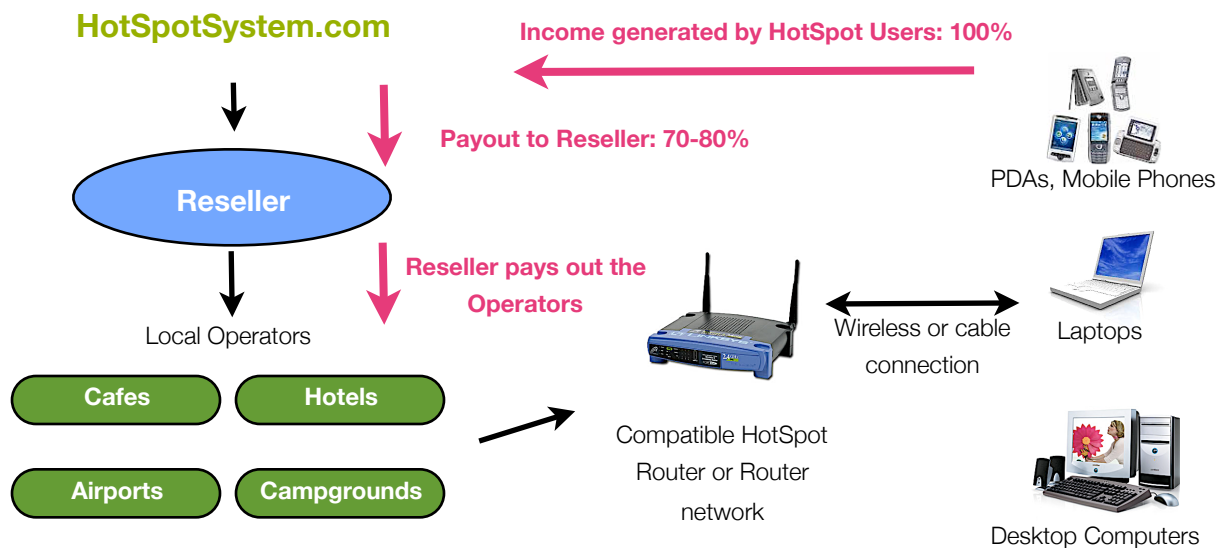 HotSpotSystem.com
Income generated by HotSpot Users: 100%
Payout to Reseller: 70-80%
PDAs, Mobile Phones
Reseller
Reseller pays out the
Operators
Local Operators
Wireless or cable
connection
Laptops
Cafes
Hotels
Airports
Campgrounds
Compatible HotSpot
Router or Router
network
Desktop Computers
LINKSYS